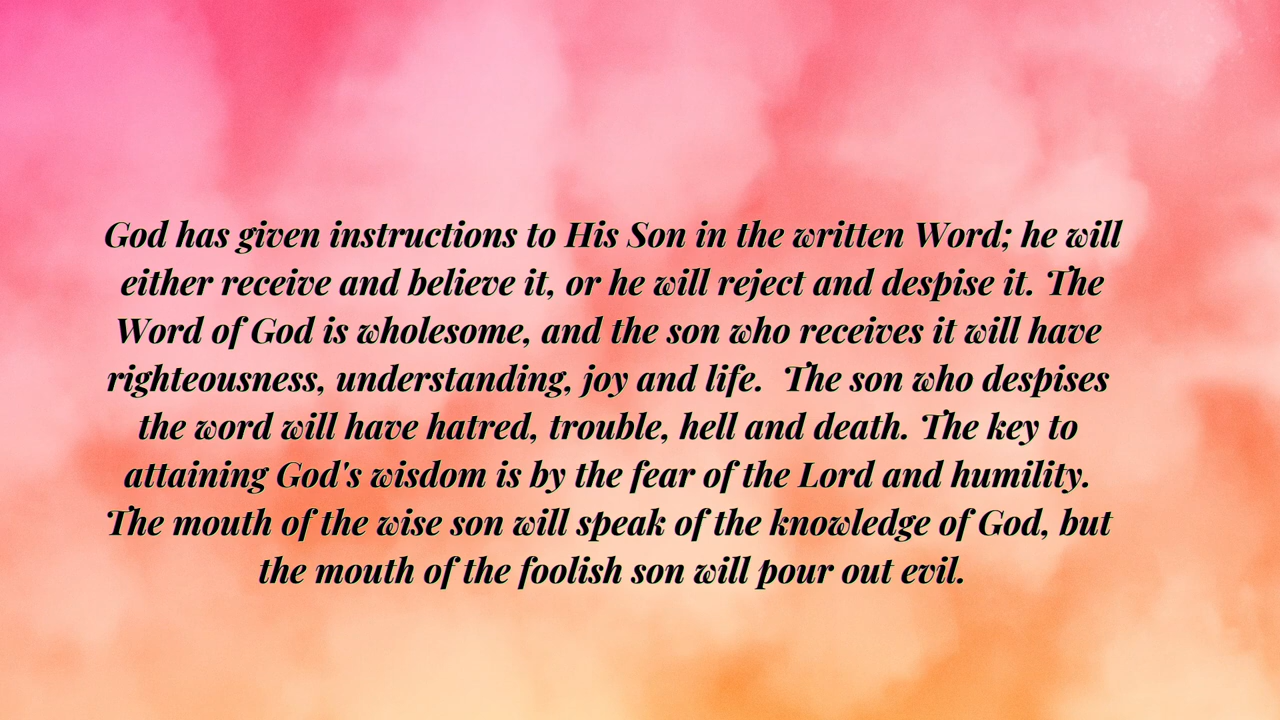 God has given instructions to His Son in the written Word; he will
either receive and believe it, or he will reject and despise it. The
Word of God is wholesome, and the son who receives it will have
righteousness, understanding, joy and life.  The son who despises
the word will have hatred, trouble, hell and death. The key to
attaining God's wisdom is by the fear of the Lord and humility.
The mouth of the wise son will speak of the knowledge of God, but
the mouth of the foolish son will pour out evil.